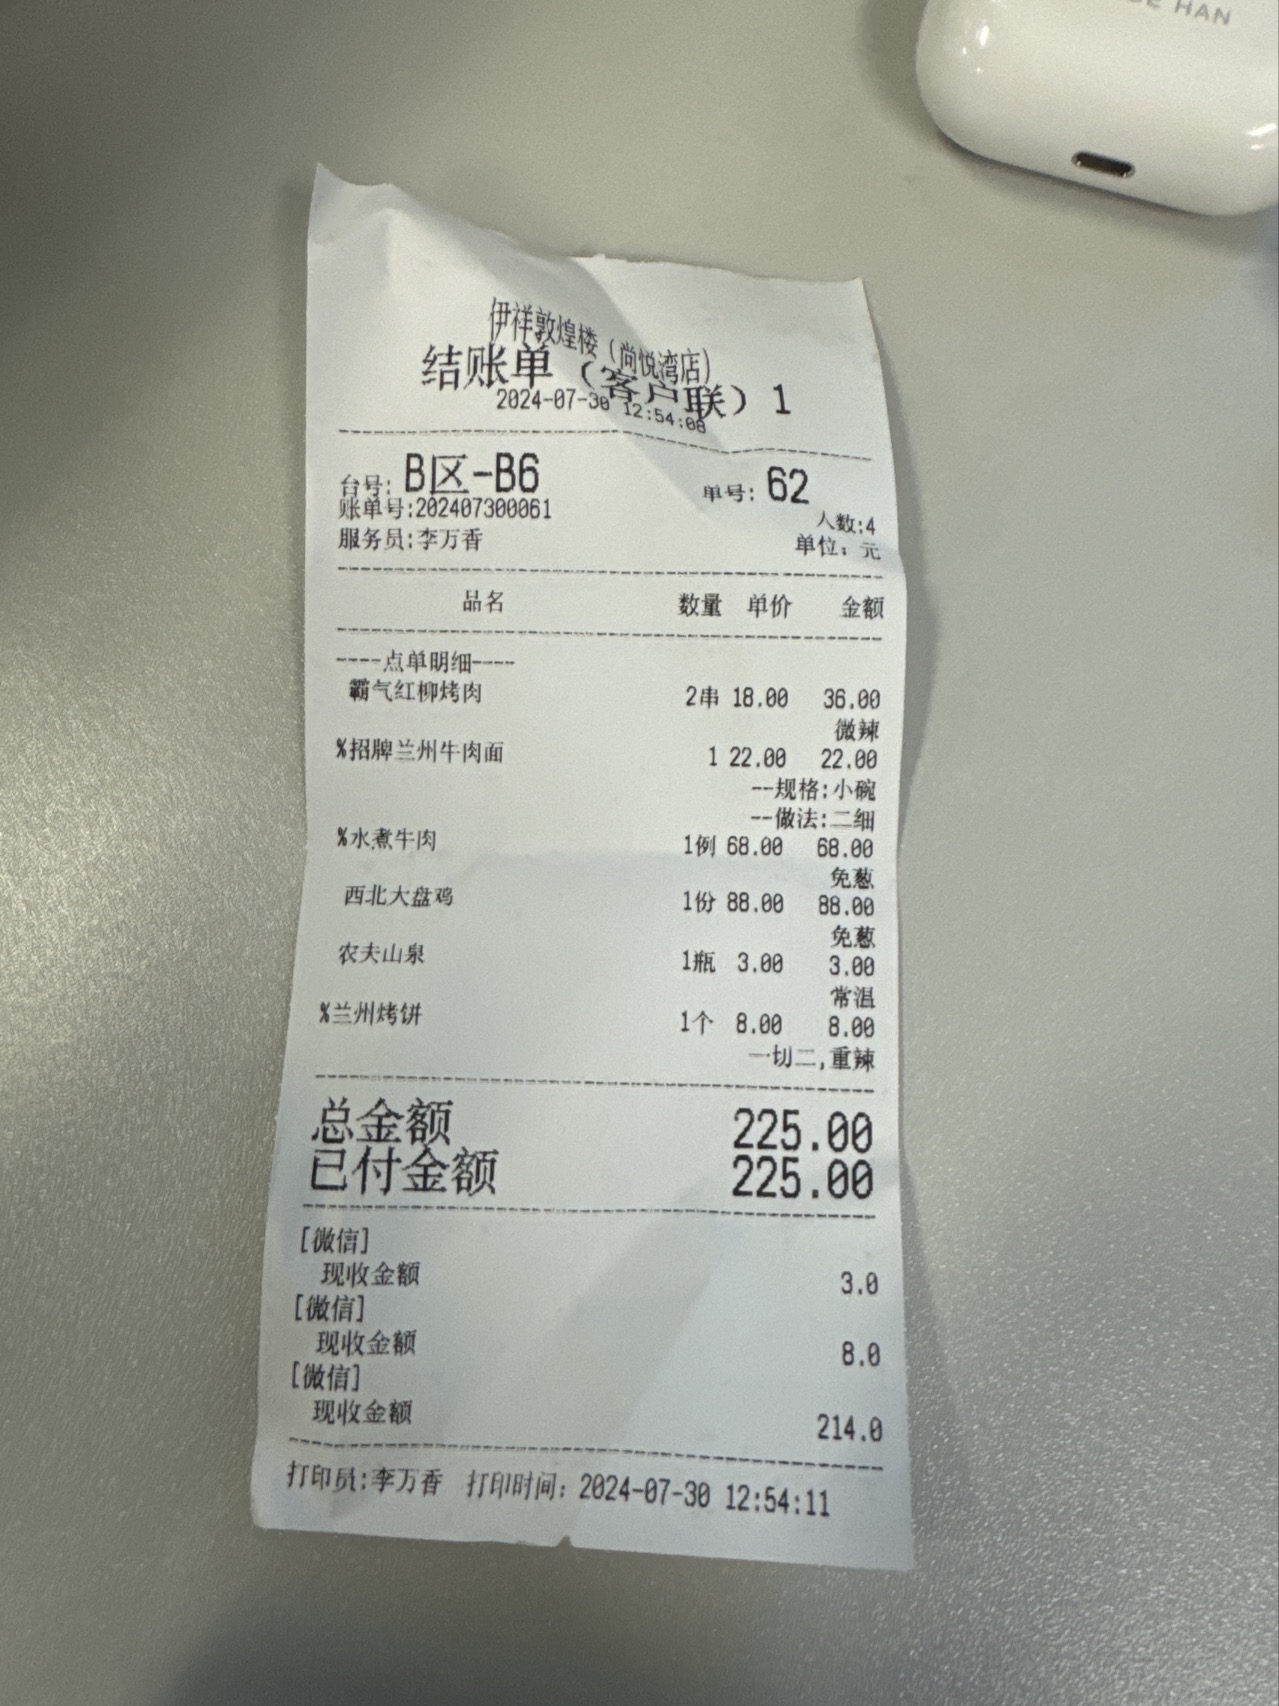 HAN
伊祥敦煌楼（尚悦湾店）
结账单（客户联）1
2024-07-30 12:54:08
台号: B区-B6 单号: 62
账单号:202407300061 人数:4
服务员:李万香 单位: 元
品名 数量 单价 金额
----点单明细----
霸气红柳烤肉 2串 18.00 36.00
微辣
%招牌兰州牛肉面 1 22.00 22.00
--规格:小碗
--做法:二细
%水煮牛肉 1例 68.00 68.00
免葱
西北大盘鸡 1份 88.00 88.00
免葱
农夫山泉 1瓶 3.00 3.00
常温
%兰州烤饼 1个 8.00 8.00
一切二,重辣
总金额 225.00
已付金额 225.00
[微信]
现收金额 3.0
[微信]
现收金额 8.0
[微信]
现收金额 214.0
打印员:李万香 打印时间: 2024-07-30 12:54:11